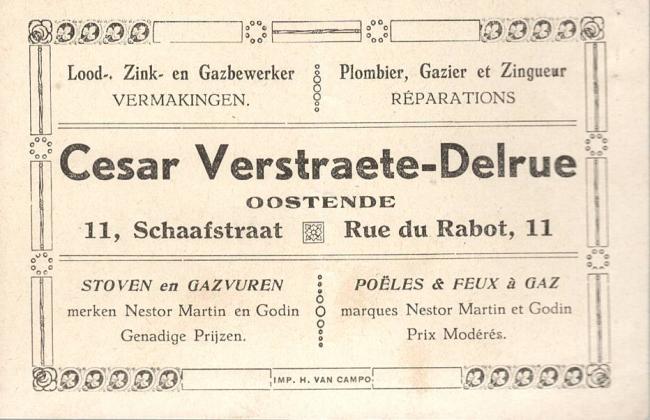 Lood-, Zink- en Gazbewerker
VERMAKINGEN.
Plombier, Gazier et Zingueur
RÉPARATIONS
Cesar Verstraete-Delrue
OOSTENDE
11, Schaafstraat
Rue du Rabot, 11
STOVEN en GAZVUREN
merken Nestor Martin en Godin
Genadige Prijzen.
POËLES & FEUX à GAZ
marques Nestor Martin et Godin
Prix Modérés.
IMP. H. VAN CAMPO